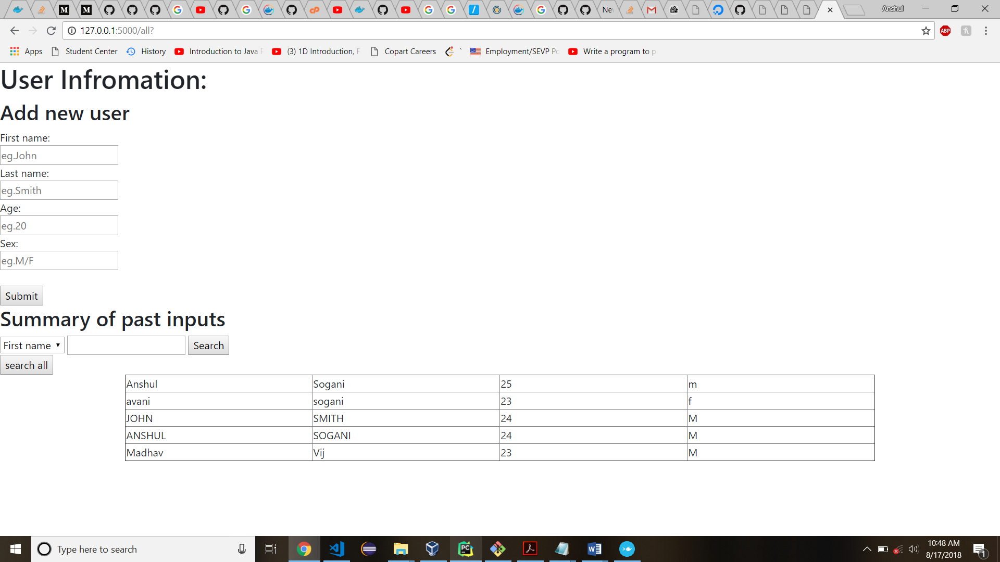 Ne
Anshul
127.0.0.1:5000/all?
ABP
Apps Student Center History Introduction to Java (3) 1D Introduction, F Copart Careers ` Employment/SEVP Po Write a program to p
User Infromation:
Add new user
First name:
eg.John
Last name:
eg.Smith
Age:
eg.20
Sex:
eg.M/F
Submit
Summary of past inputs
First name Search
search all
Anshul Sogani 25 m
avani sogani 23 f
JOHN SMITH 24 M
ANSHUL SOGANI 24 M
Madhav Vij 23 M
Type here to search
PC
10:48 AM
8/17/2018
1